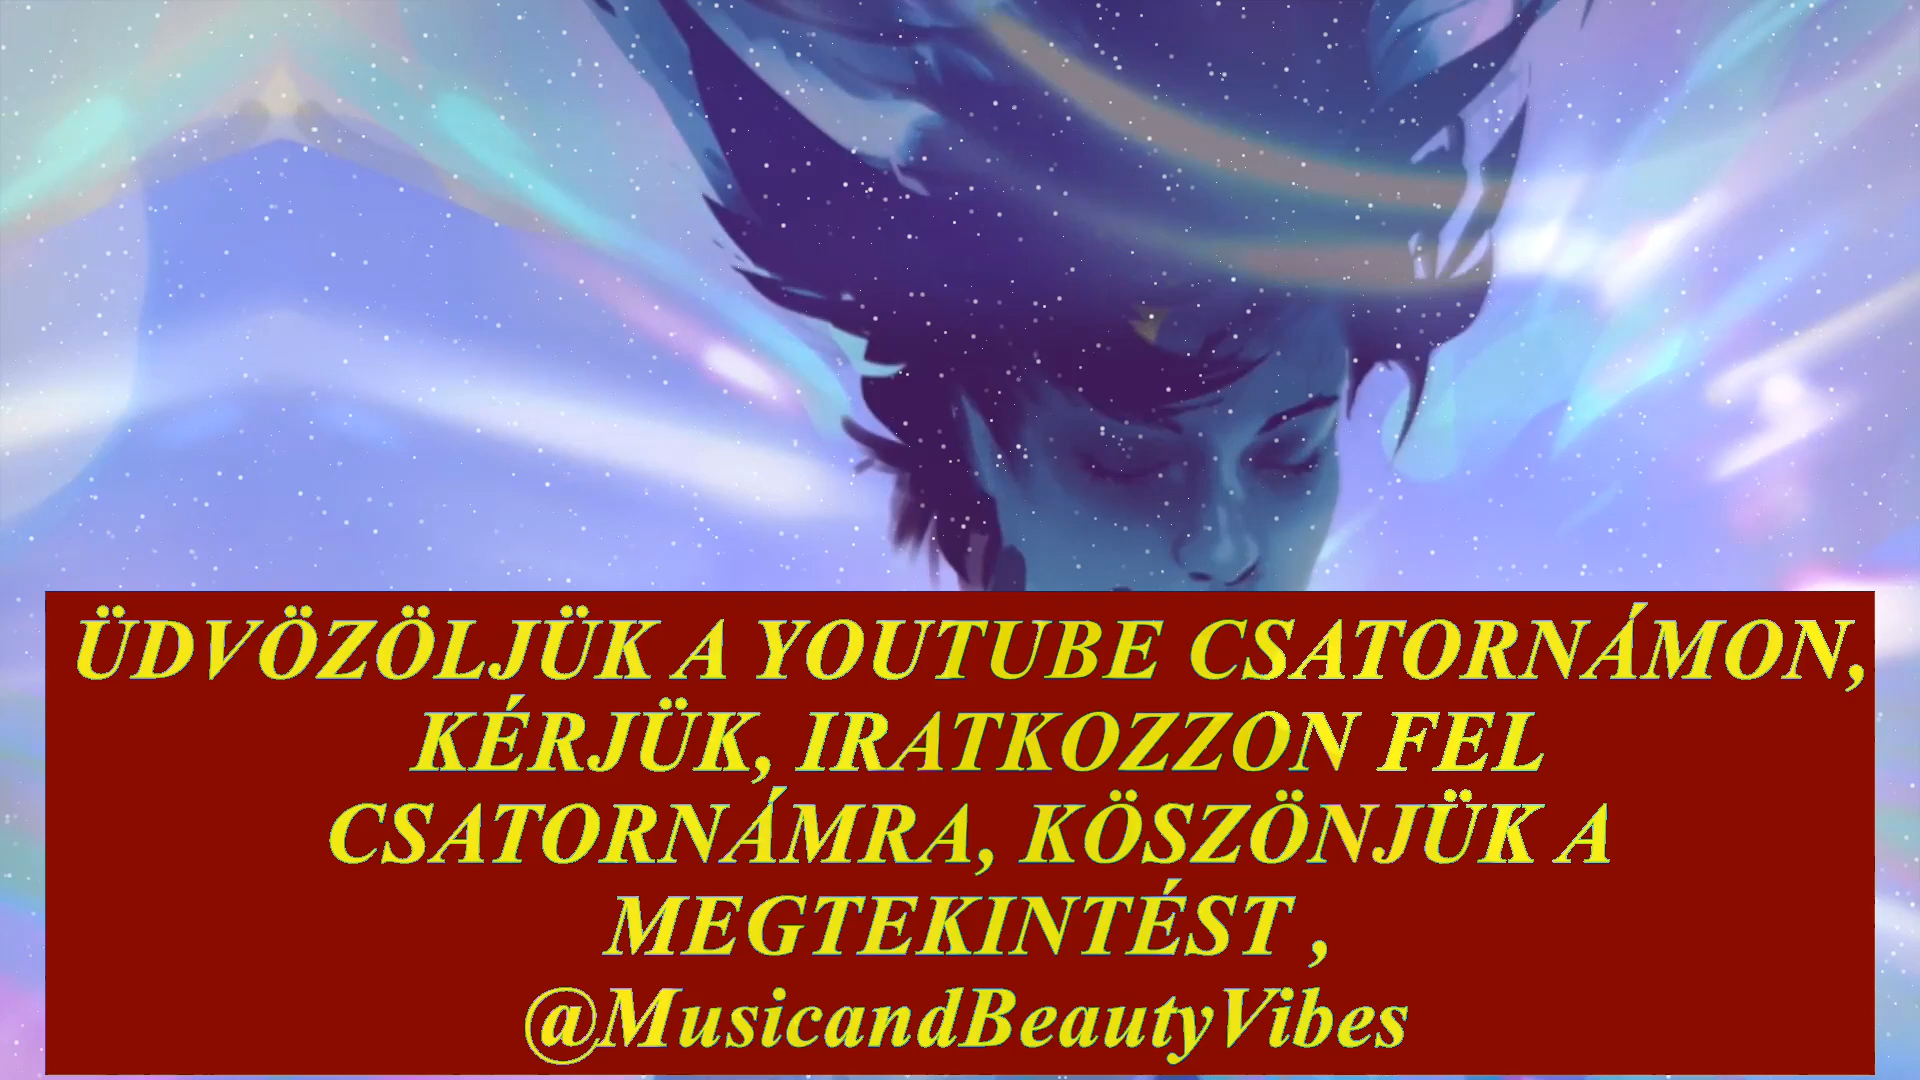 ÜDVÖZÖLJÜK A YOUTUBE CSATORNÁMON,
KÉRJÜK, IRATKOZZON FEL
CSATORNÁMRA, KÖSZÖNJÜK A
MEGTEKINTÉST ,
@MusicandBeautyVibes